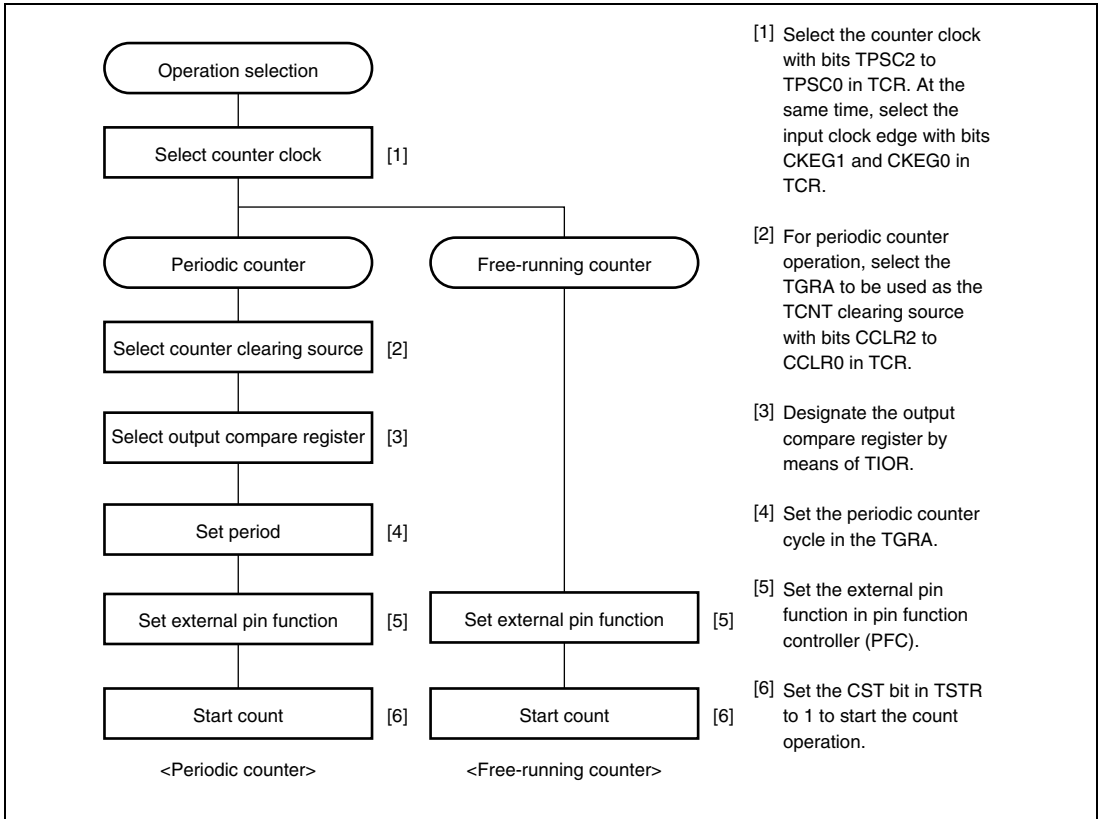 Operation selection
Select counter clock [1]
Periodic counter
Free-running counter
Select counter clearing source [2]
Select output compare register [3]
Set period [4]
Set external pin function [5]
Set external pin function [5]
Start count [6]
Start count [6]
<Periodic counter>
<Free-running counter>
[1] Select the counter clock
with bits TPSC2 to
TPSC0 in TCR. At the
same time, select the
input clock edge with bits
CKEG1 and CKEG0 in
TCR.
[2] For periodic counter
operation, select the
TGRA to be used as the
TCNT clearing source
with bits CCLR2 to
CCLR0 in TCR.
[3] Designate the output
compare register by
means of TIOR.
[4] Set the periodic counter
cycle in the TGRA.
[5] Set the external pin
function in pin function
controller (PFC).
[6] Set the CST bit in TSTR
to 1 to start the count
operation.